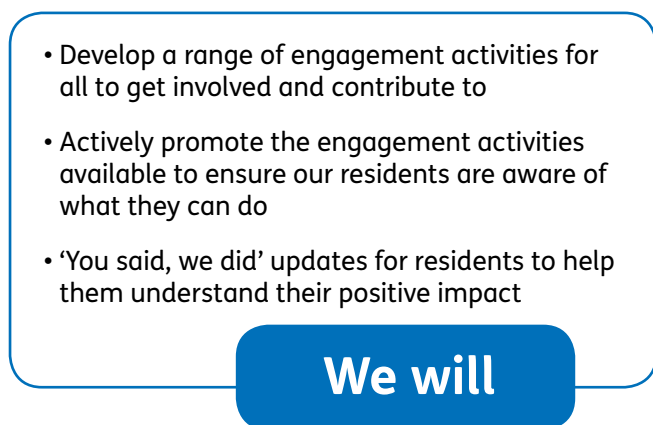 • Develop a range of engagement activities for
all to get involved and contribute to
• Actively promote the engagement activities
available to ensure our residents are aware of
what they can do
• ‘You said, we did’ updates for residents to help
them understand their positive impact
We will